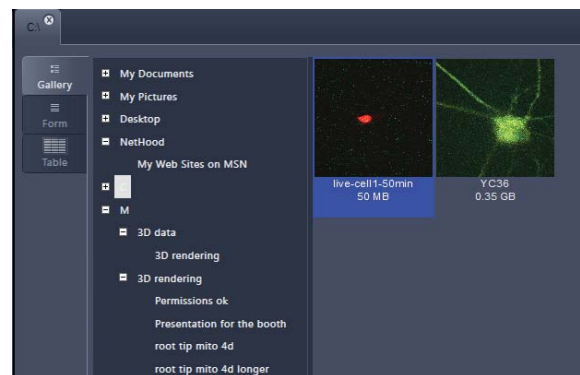 C:\
Gallery
Form
Table
My Documents
My Pictures
Desktop
NetHood
My Web Sites on MSN
M
3D data
3D rendering
3D rendering
Permissions ok
Presentation for the booth
root tip mito 4d
root tip mito 4d longer
live-cell1-50min
50 MB
YC36
0.35 GB